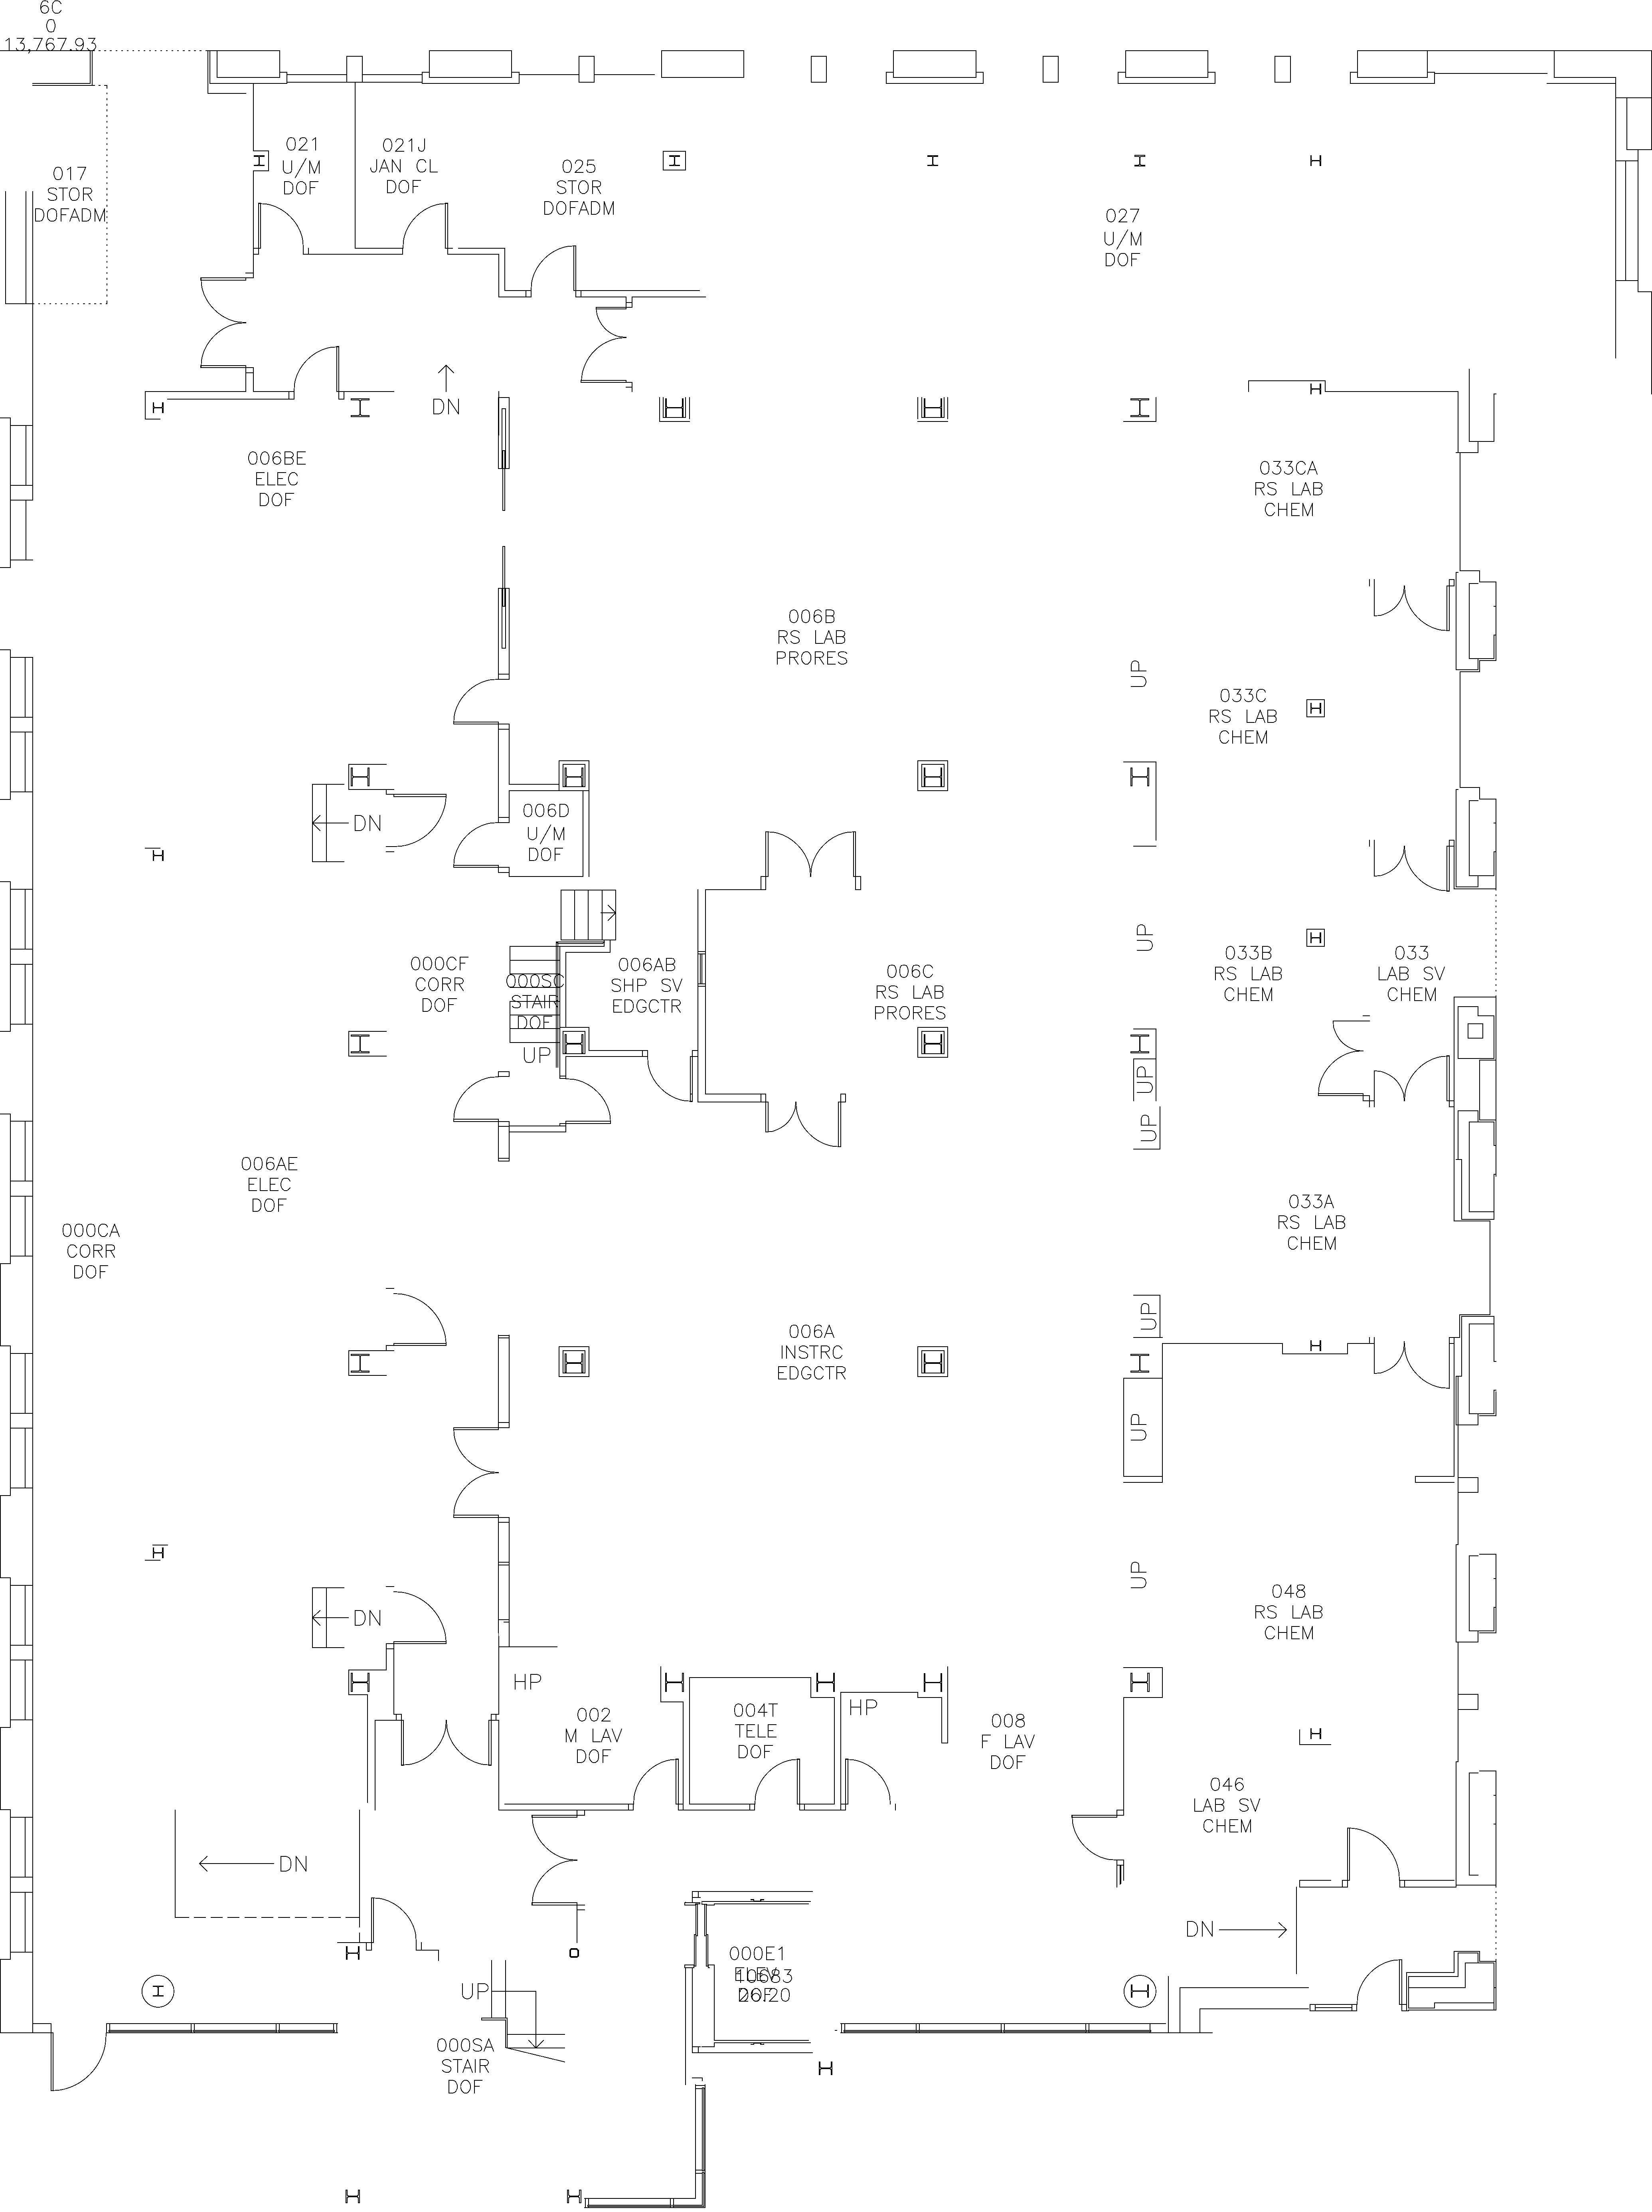 6C
0
13,767.93
017
STOR
DOFADM
021
U/M
DOF
021J
JAN CL
DOF
025
STOR
DOFADM
027
U/M
DOF
DN
006BE
ELEC
DOF
033CA
RS LAB
CHEM
006B
RS LAB
PRORES
UP
033C
RS LAB
CHEM
DN
006D
U/M
DOF
000CF
CORR
DOF
000SC
STAIR
DOF
UP
006AB
SHP SV
EDGCTR
006C
RS LAB
PRORES
UP
033B
RS LAB
CHEM
033
LAB SV
CHEM
UP
UP
006AE
ELEC
DOF
000CA
CORR
DOF
033A
RS LAB
CHEM
UP
006A
INSTRC
EDGCTR
UP
UP
048
RS LAB
CHEM
DN
HP
002
M LAV
DOF
004T
TELE
DOF
HP
008
F LAV
DOF
046
LAB SV
CHEM
DN
DN
000E1
ELEV
DOF
10683
26.20
UP
000SA
STAIR
DOF